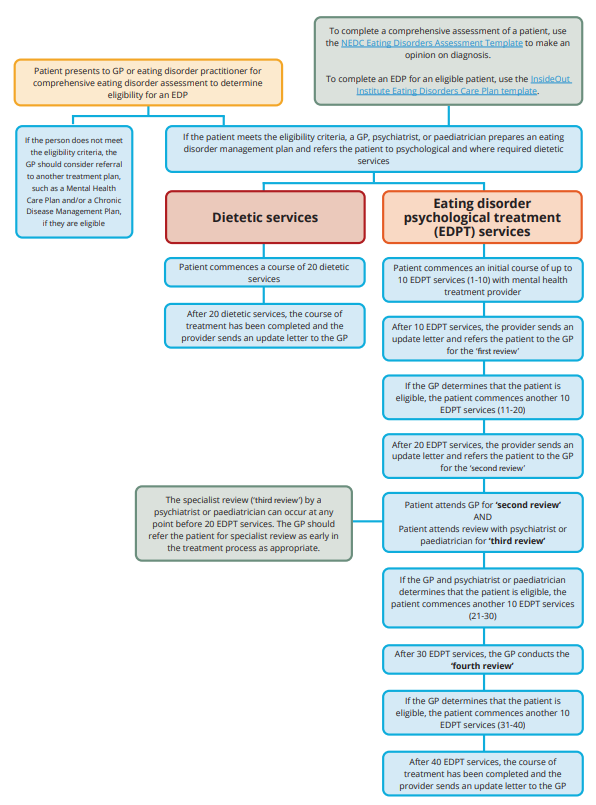 To complete a comprehensive assessment of a patient, use
the NEDC Eating Disorders Assessment Template to make an
opinion on diagnosis.
To complete an EDP for an eligible patient, use the InsideOut
Institute Eating Disorders Care Plan template.
Patient presents to GP or eating disorder practitioner for
comprehensive eating disorder assessment to determine
eligibility for an EDP
If the person does not meet
the eligibility criteria, the
GP should consider referral
to another treatment plan,
such as a Mental Health
Care Plan and/or a Chronic
Disease Management Plan,
if they are eligible
If the patient meets the eligibility criteria, a GP, psychiatrist, or paediatrician prepares an eating
disorder management plan and refers the patient to psychological and where required dietetic
services
Dietetic services
Patient commences a course of 20 dietetic
services
After 20 dietetic services, the course of
treatment has been completed and the
provider sends an update letter to the GP
Eating disorder
psychological treatment
(EDPT) services
Patient commences an initial course of up to
10 EDPT services (1-10) with mental health
treatment provider
After 10 EDPT services, the provider sends an
update letter and refers the patient to the GP
for the ‘first review’
If the GP determines that the patient is
eligible, the patient commences another 10
EDPT services (11-20)
After 20 EDPT services, the provider sends an
update letter and refers the patient to the GP
for the ‘second review’
The specialist review (‘third review’) by a
psychiatrist or paediatrician can occur at any
point before 20 EDPT services. The GP should
refer the patient for specialist review as early in
the treatment process as appropriate.
Patient attends GP for ‘second review’
AND
Patient attends review with psychiatrist or
paediatrician for ‘third review’
If the GP and psychiatrist or paediatrician
determines that the patient is eligible, the
patient commences another 10 EDPT services
(21-30)
After 30 EDPT services, the GP conducts the
‘fourth review’
If the GP determines that the patient is
eligible, the patient commences another 10
EDPT services (31-40)
After 40 EDPT services, the course of
treatment has been completed and the
provider sends an update letter to the GP